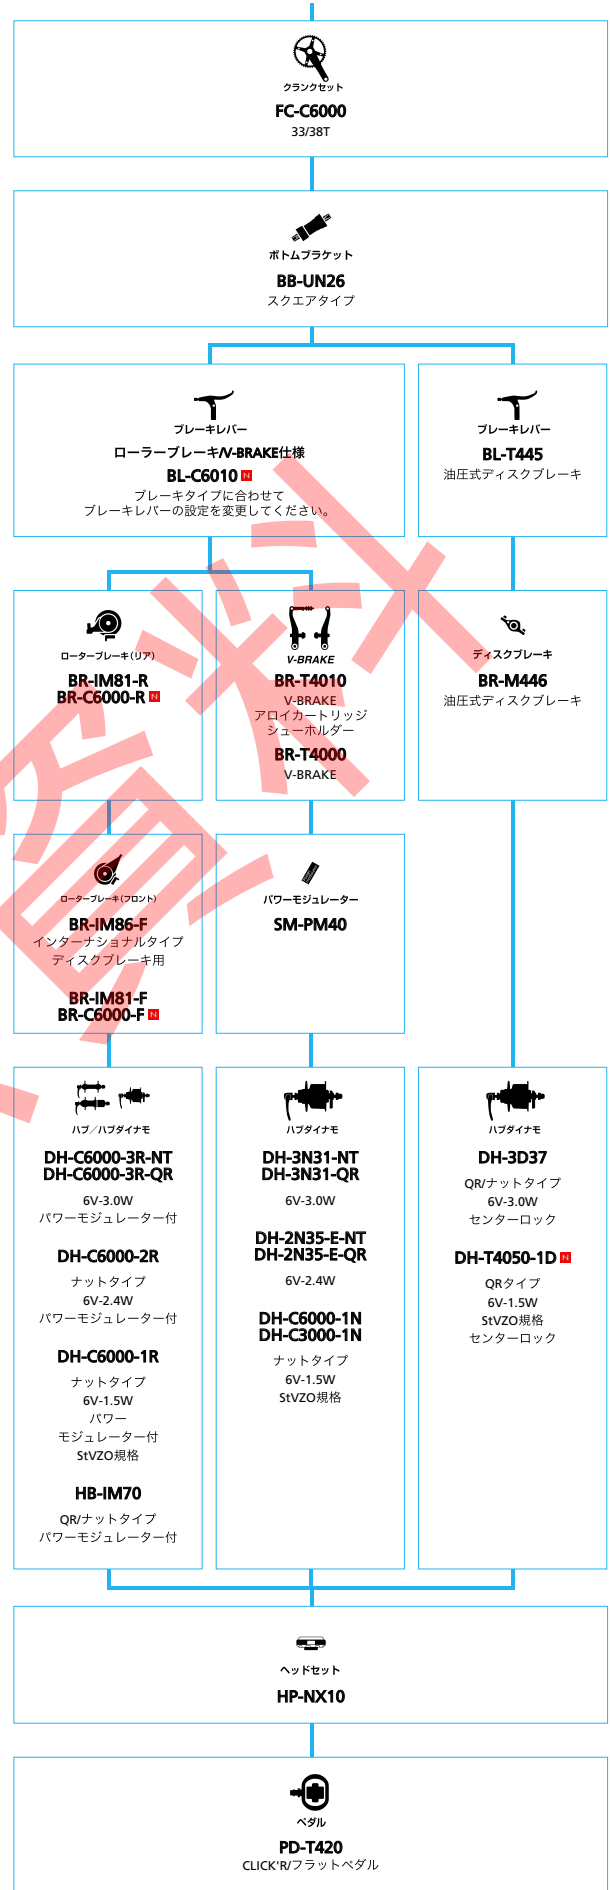 クランクセット
FC-C6000
33/38T
ボトムブラケット
BB-UN26
スクエアタイプ
ブレーキレバー
ローラーブレーキ/V-BRAKE仕様
BL-C6010 N
ブレーキタイプに合わせて
ブレーキレバーの設定を変更してください。
ブレーキレバー
BL-T445
油圧式ディスクブレーキ
ローターブレーキ(リア)
BR-IM81-R
BR-C6000-R N
V-BRAKE
BR-T4010
V-BRAKE
アロイカートリッジ
シューホルダー
BR-T4000
V-BRAKE
ディスクブレーキ
BR-M446
油圧式ディスクブレーキ
ローターブレーキ(フロント)
BR-IM86-F
インターナショナルタイプ
ディスクブレーキ用
BR-IM81-F
BR-C6000-F N
パワーモジュレーター
SM-PM40
ハブ／ハブダイナモ
DH-C6000-3R-NT
DH-C6000-3R-QR
6V-3.0W
パワーモジュレーター付
DH-C6000-2R
ナットタイプ
6V-2.4W
パワーモジュレーター付
DH-C6000-1R
ナットタイプ
6V-1.5W
パワー
モジュレーター付
StVZO規格
HB-IM70
QR/ナットタイプ
パワーモジュレーター付
ハブダイナモ
DH-3N31-NT
DH-3N31-QR
6V-3.0W
DH-2N35-E-NT
DH-2N35-E-QR
6V-2.4W
DH-C6000-1N
DH-C3000-1N
ナットタイプ
6V-1.5W
StVZO規格
ハブダイナモ
DH-3D37
QR/ナットタイプ
6V-3.0W
センターロック
DH-T4050-1D N
QRタイプ
6V-1.5W
StVZO規格
センターロック
ヘッドセット
HP-NX10
ペダル
PD-T420
CLICK'R/フラットペダル
資料